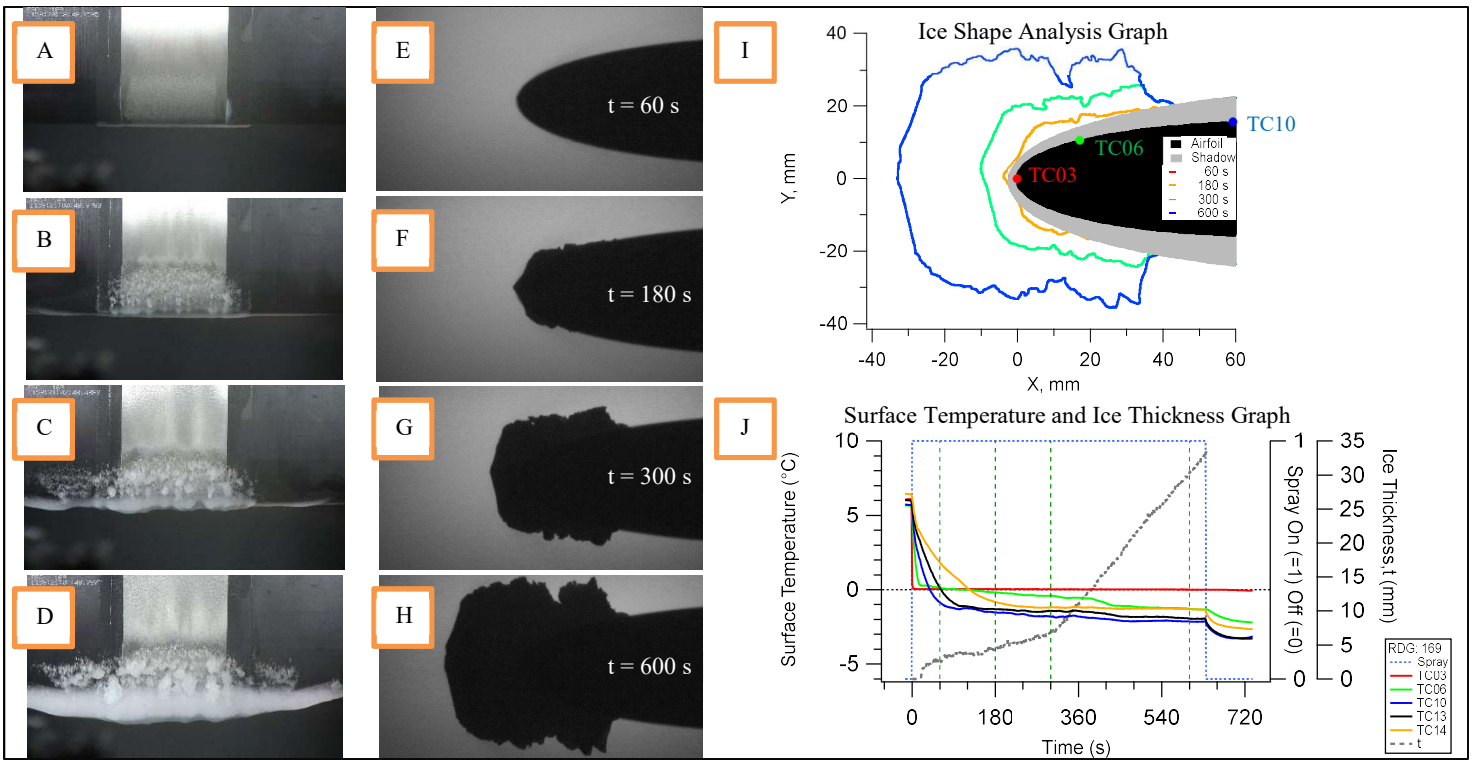 A
B
C
D
E
t = 60 s
F
t = 180 s
G
t = 300 s
H
t = 600 s
I
Ice Shape Analysis Graph
40
20
0
-20
-40
Y, mm
-40
-20
0
20
40
60
X, mm
TC10
TC06
TC03
Airfoil
Shadow
60 s
180 s
300 s
600 s
J
Surface Temperature and Ice Thickness Graph
10
5
0
-5
Surface Temperature (°C)
0
180
360
540
720
Time (s)
1
0
Spray On (=1) Off (=0)
35
30
25
20
15
10
5
0
Ice Thickness,t (mm)
RDG: 169
Spray
TC03
TC06
TC10
TC13
TC14
t